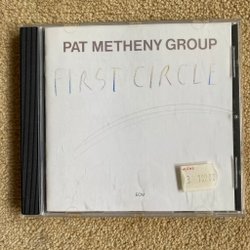 PAT METHENY GROUP
FIRST CIRCLE
ECM